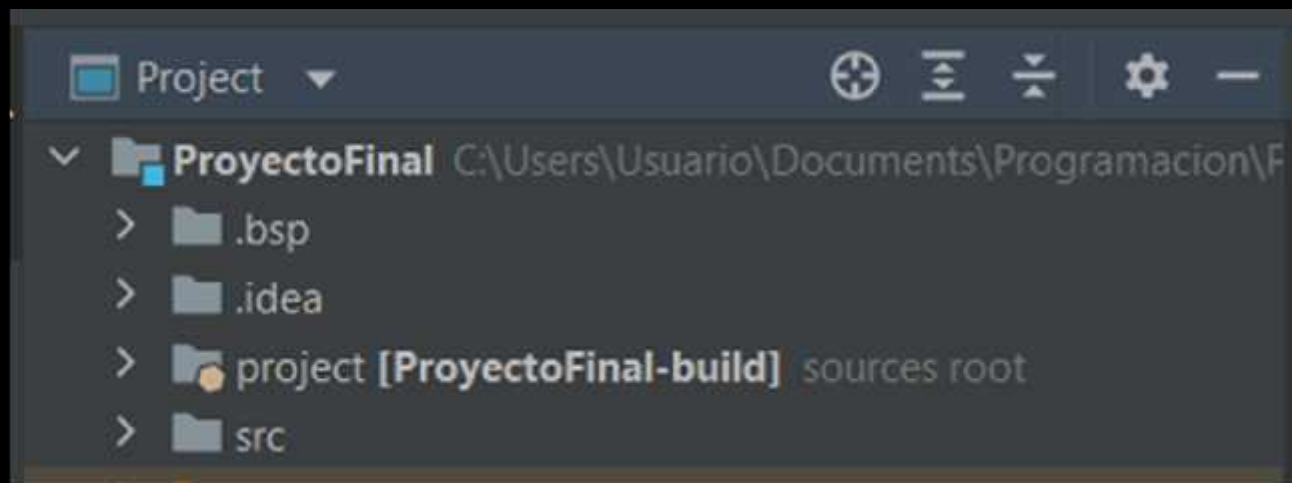 Project
ProyectoFinal C:\Users\Usuario\Documents\Programacion\P
.bsp
.idea
project [ProyectoFinal-build] sources root
src